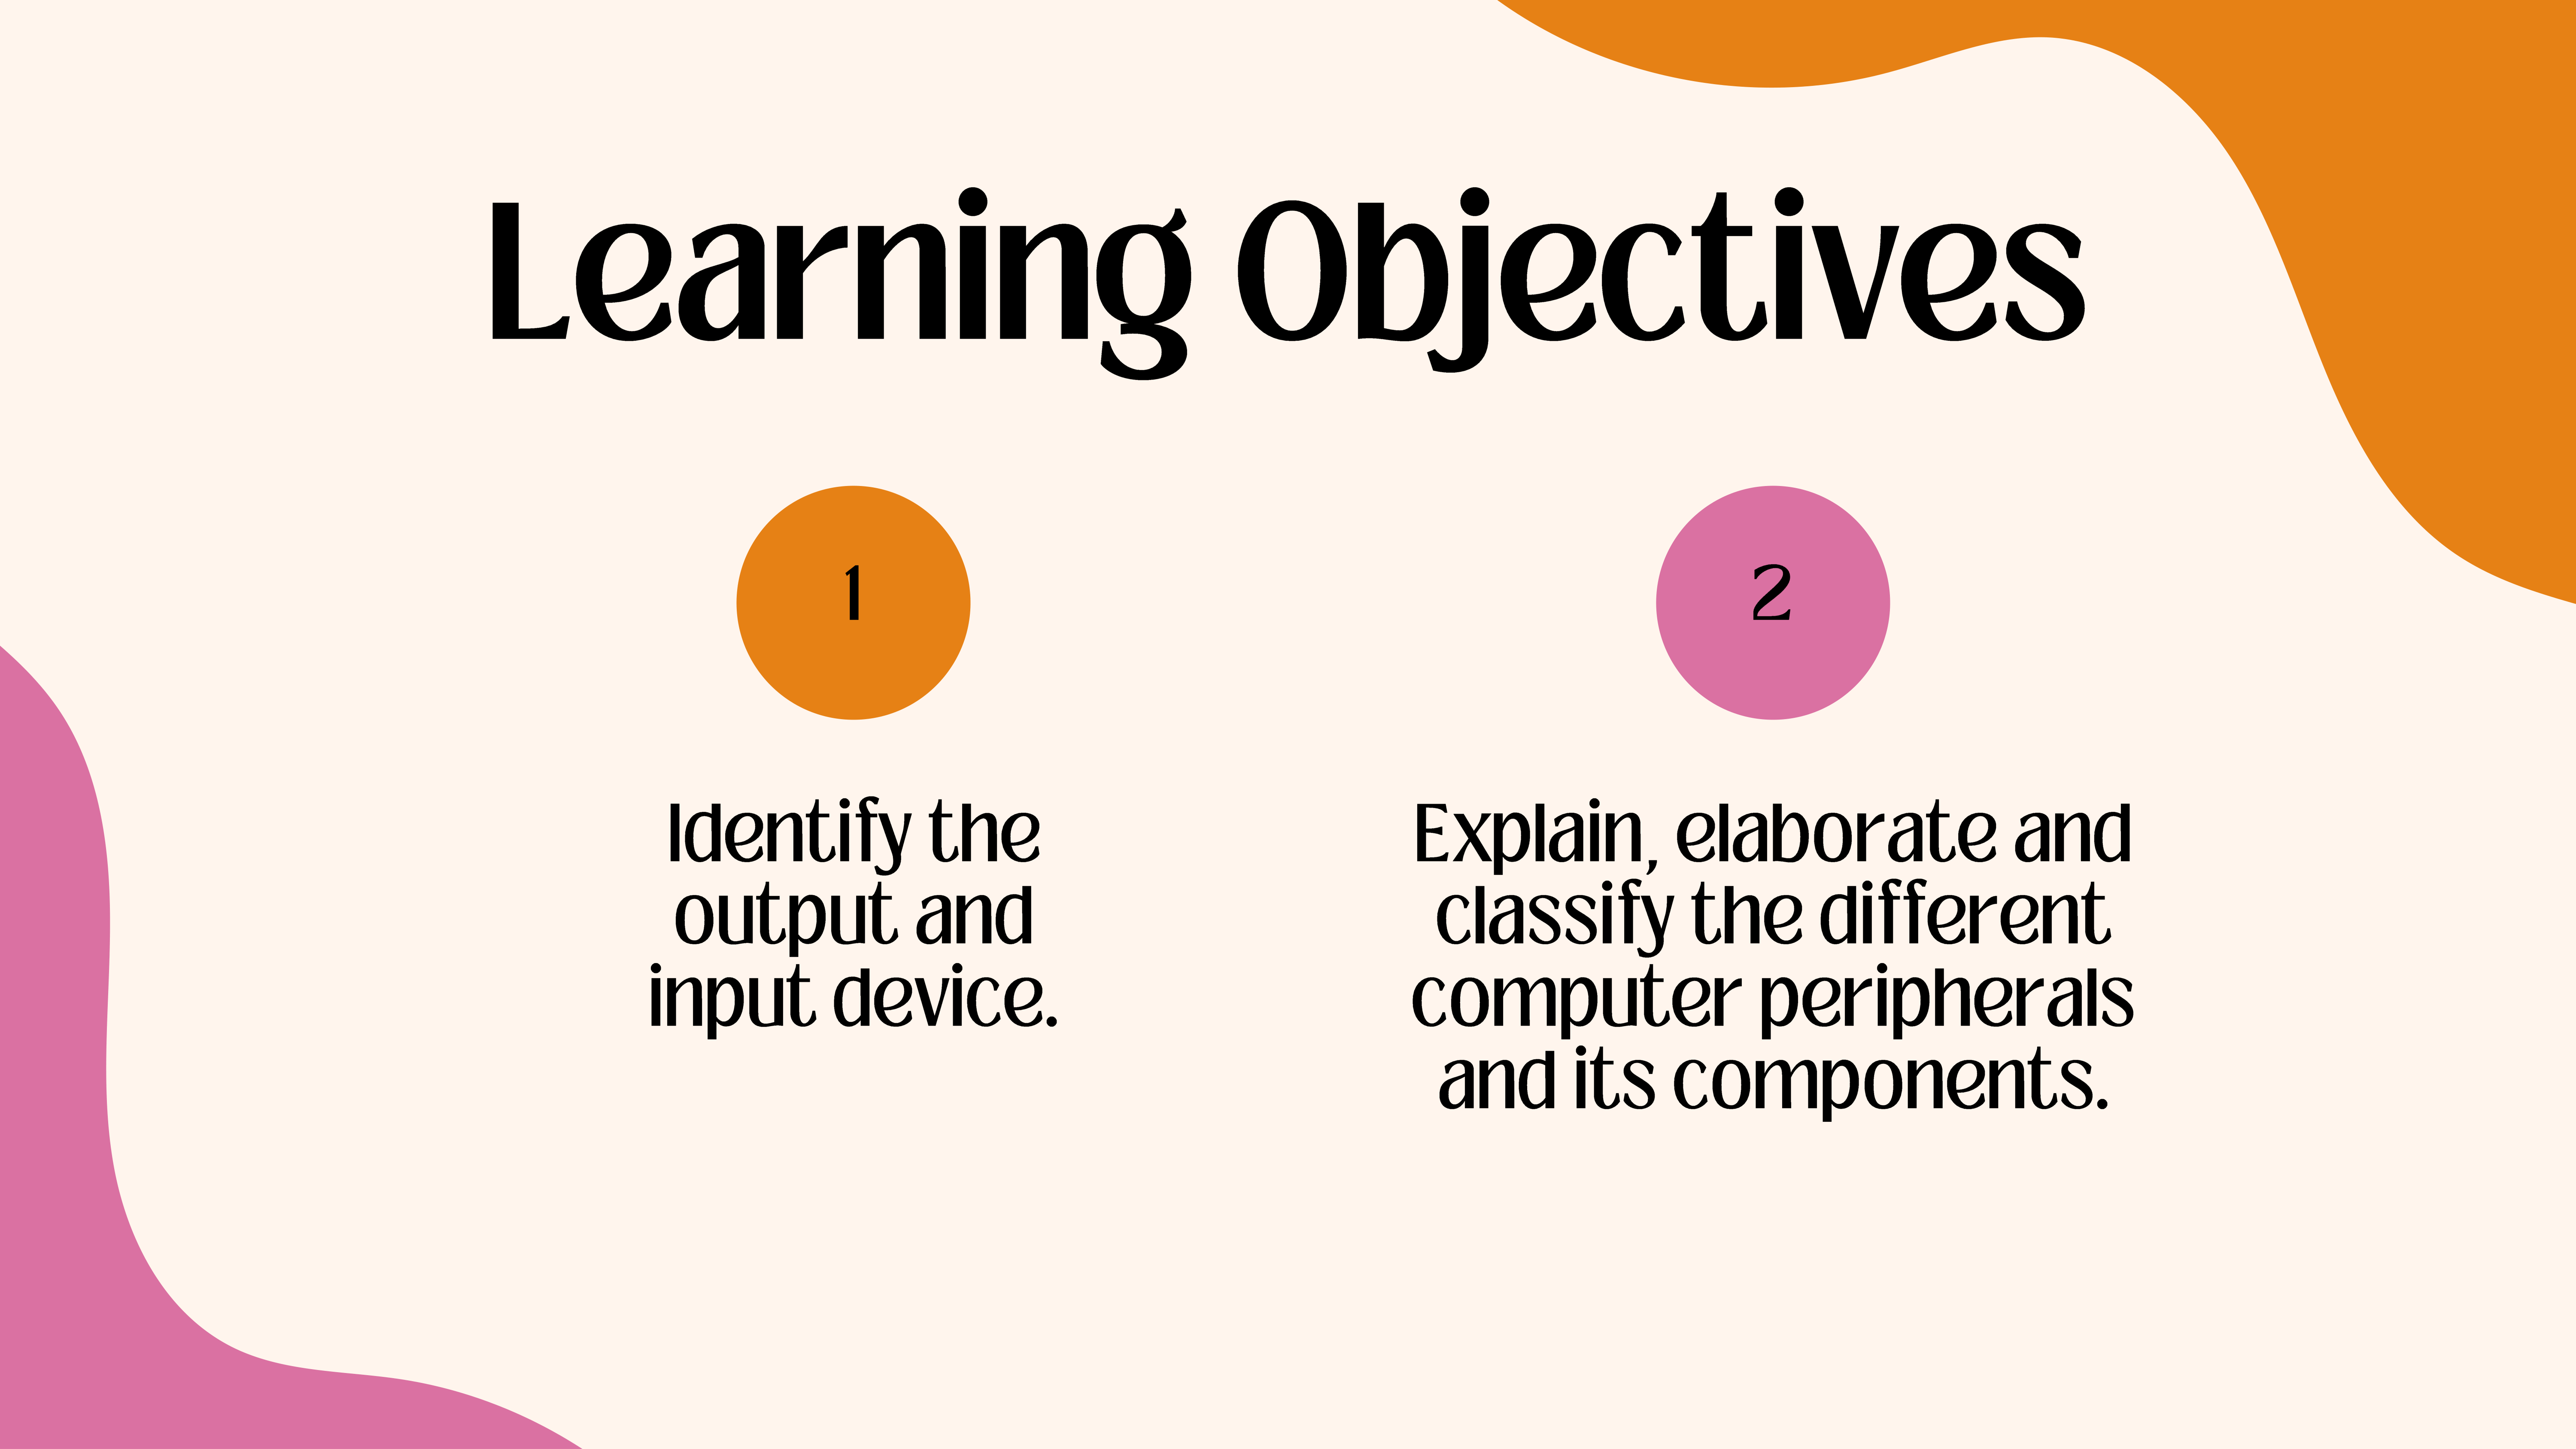 Learning Objectives
1
Identify the
output and
input device.
2
Explain, elaborate and
classify the different
computer peripherals
and its components.